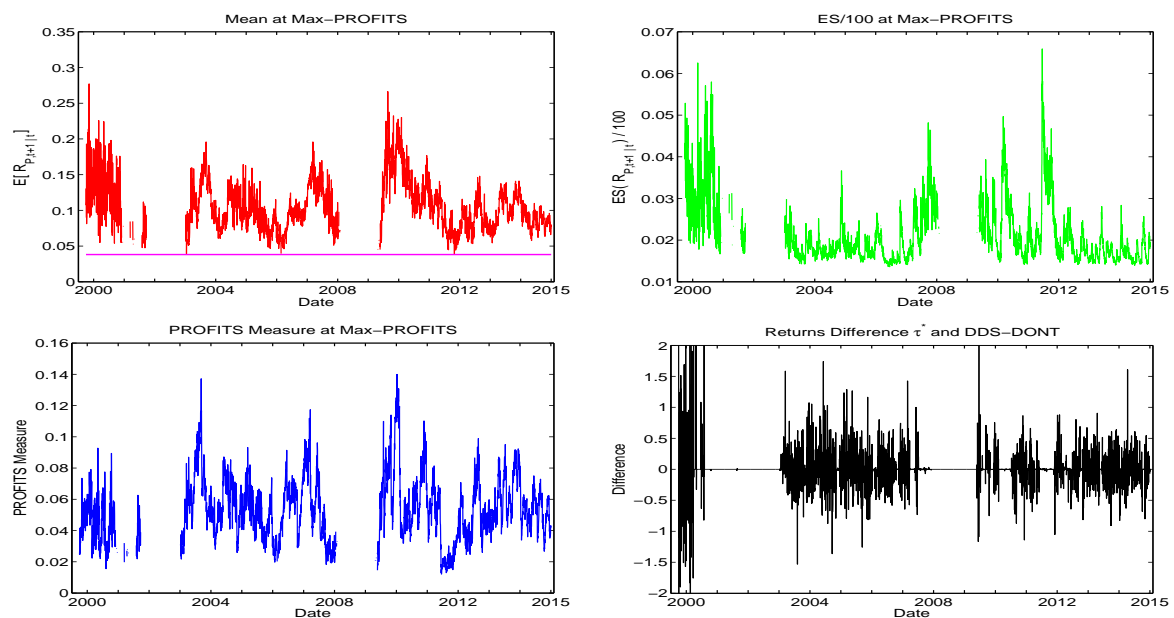 Mean at Max−PROFITS
0.35
0.3
0.25
0.2
0.15
0.1
0.05
0
E[ R_{P,t+1|t} ]
2000 2004 2008 2012 2015
Date
ES/100 at Max−PROFITS
0.07
0.06
0.05
0.04
0.03
0.02
0.01
ES( R_{P,t+1|t} ) / 100
2000 2004 2008 2012 2015
Date
PROFITS Measure at Max−PROFITS
0.16
0.14
0.12
0.1
0.08
0.06
0.04
0.02
0
PROFITS Measure
2000 2004 2008 2012 2015
Date
Returns Difference τ* and DDS−DONT
2
1.5
1
0.5
0
−0.5
−1
−1.5
−2
Difference
2000 2004 2008 2012 2015
Date